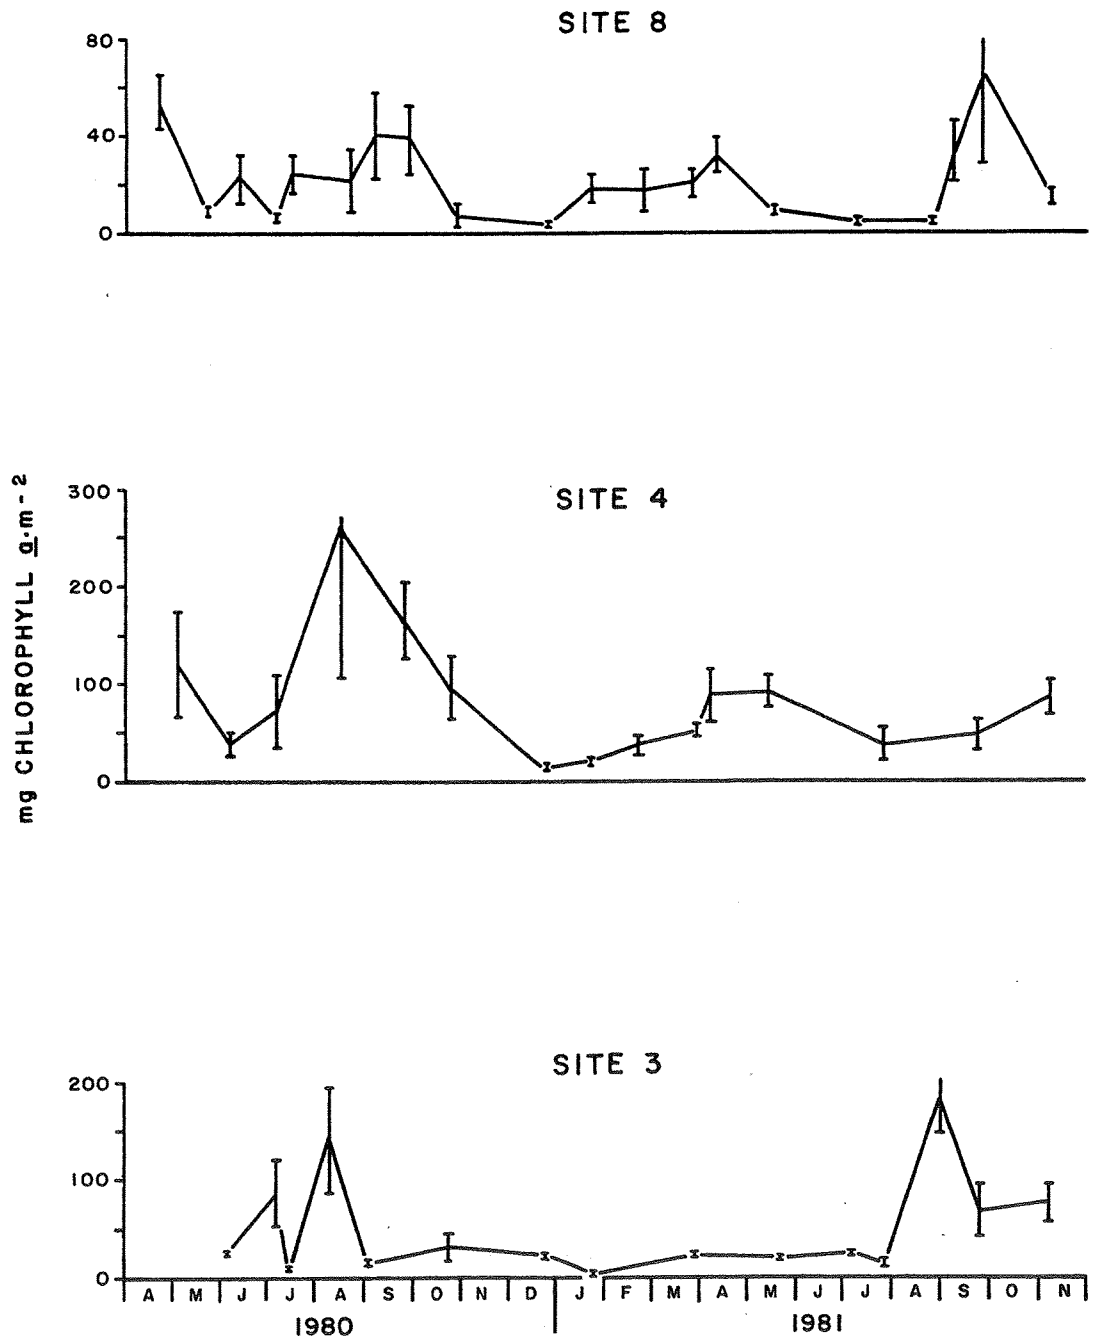 SITE 8
80
40
0
mg CHLOROPHYLL a·m-2
SITE 4
300
200
100
0
SITE 3
200
100
0
A M J J A S O N D J F M A M J J A S O N
1980 1981